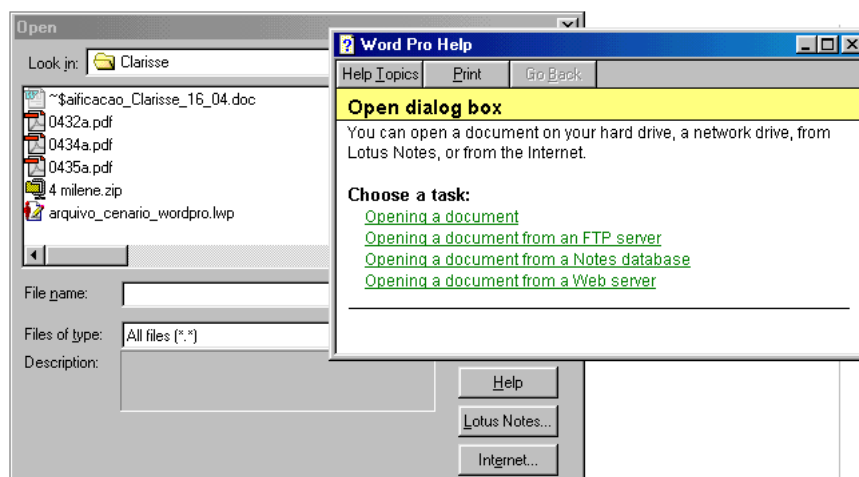 Open
Look in: Clarisse
~$aificacao_Clarisse_16_04.doc
0432a.pdf
0434a.pdf
0435a.pdf
4 milene.zip
arquivo_cenario_wordpro.lwp
File name:
Files of type: All files (*.*)
Description:
Help
Lotus Notes...
Internet...
Word Pro Help
Help Topics Print Go Back
Open dialog box
You can open a document on your hard drive, a network drive, from
Lotus Notes, or from the Internet.
Choose a task:
Opening a document
Opening a document from an FTP server
Opening a document from a Notes database
Opening a document from a Web server